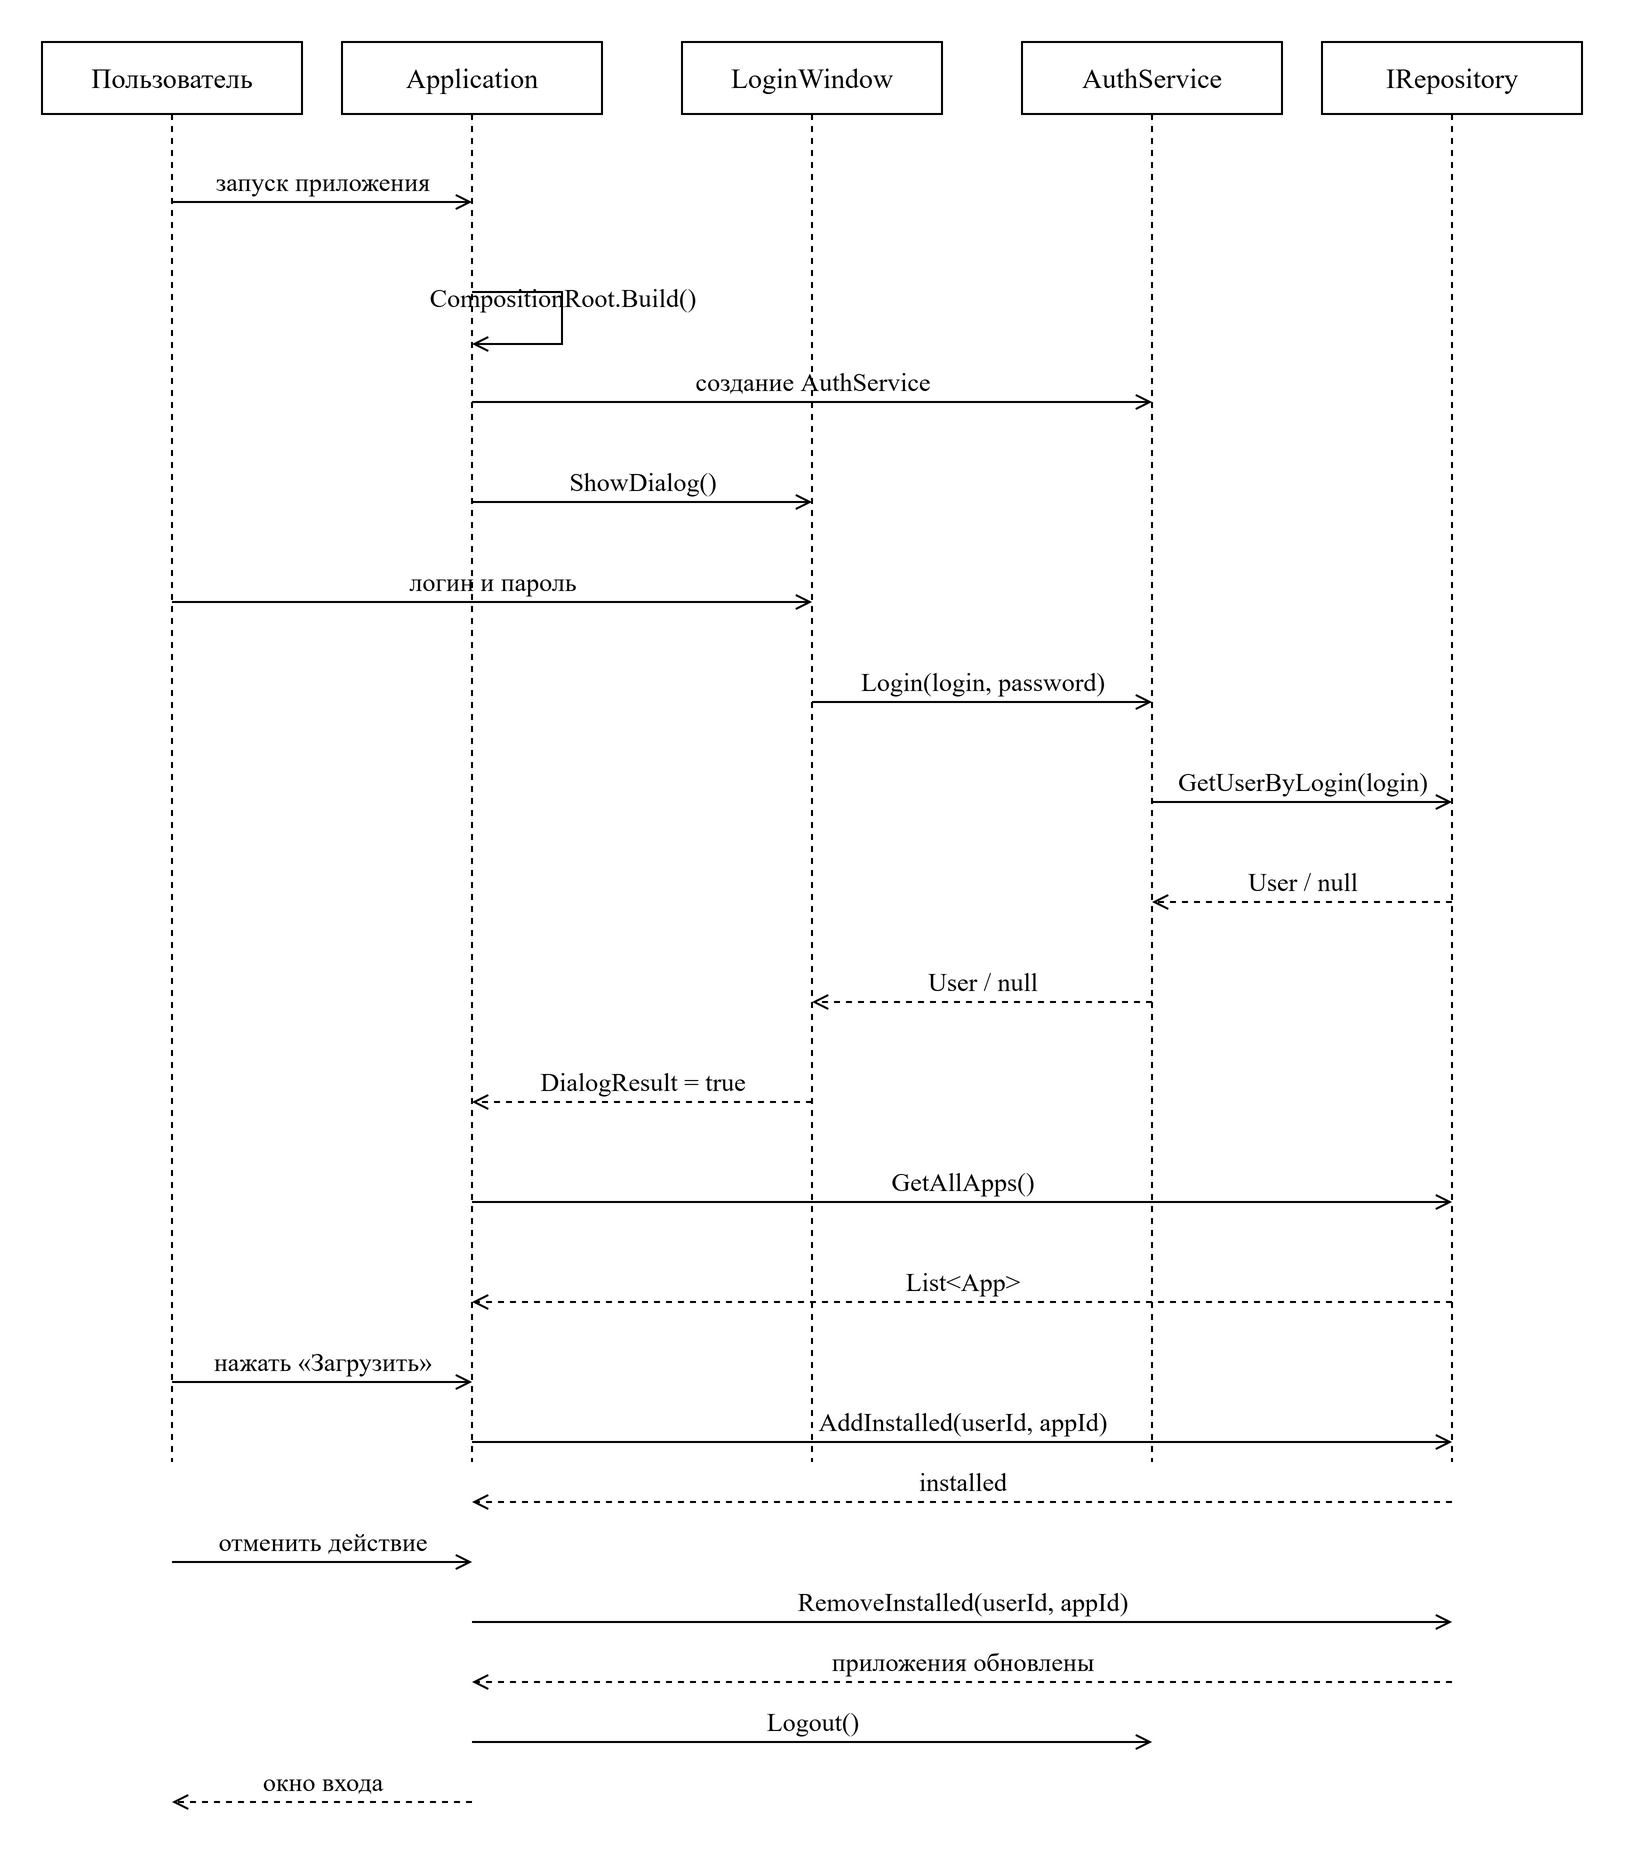 Пользователь
Application
LoginWindow
AuthService
IRepository
запуск приложения
CompositionRoot.Build()
создание AuthService
ShowDialog()
логин и пароль
Login(login, password)
GetUserByLogin(login)
User / null
User / null
DialogResult = true
GetAllApps()
List<App>
нажать «Загрузить»
AddInstalled(userId, appId)
installed
отменить действие
RemoveInstalled(userId, appId)
приложения обновлены
Logout()
окно входа